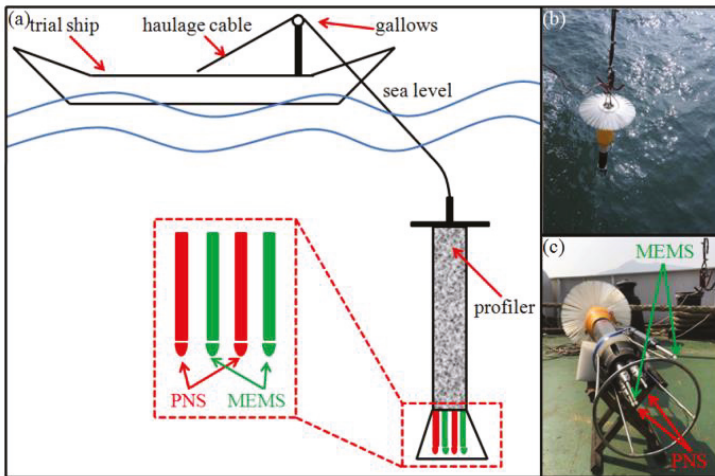 (a)
trial ship
haulage cable
gallows
sea level
profiler
PNS
MEMS
(b)
(c)
MEMS
PNS